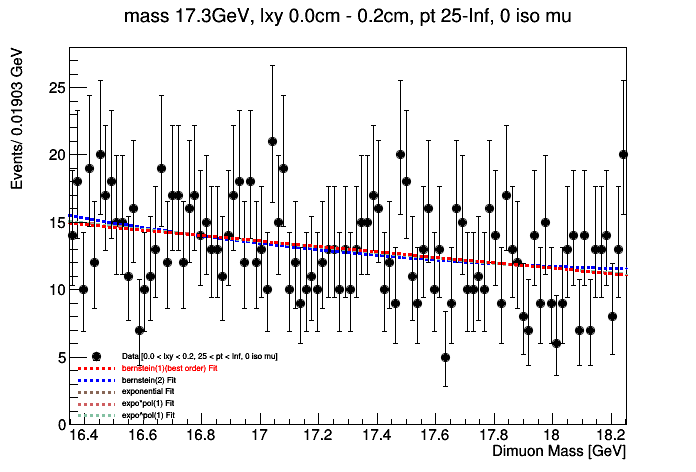 mass 17.3GeV, lxy 0.0cm - 0.2cm, pt 25-Inf, 0 iso mu
Events/ 0.01903 GeV
25
20
15
10
5
0
Data [0.0 < lxy < 0.2, 25 < pt < Inf, 0 iso mu]
bernstein(1)(best order) Fit
bernstein(2) Fit
exponential Fit
expo*pol(1) Fit
expo^pol(1) Fit
16.4 16.6 16.8 17 17.2 17.4 17.6 17.8 18 18.2
Dimuon Mass [GeV]